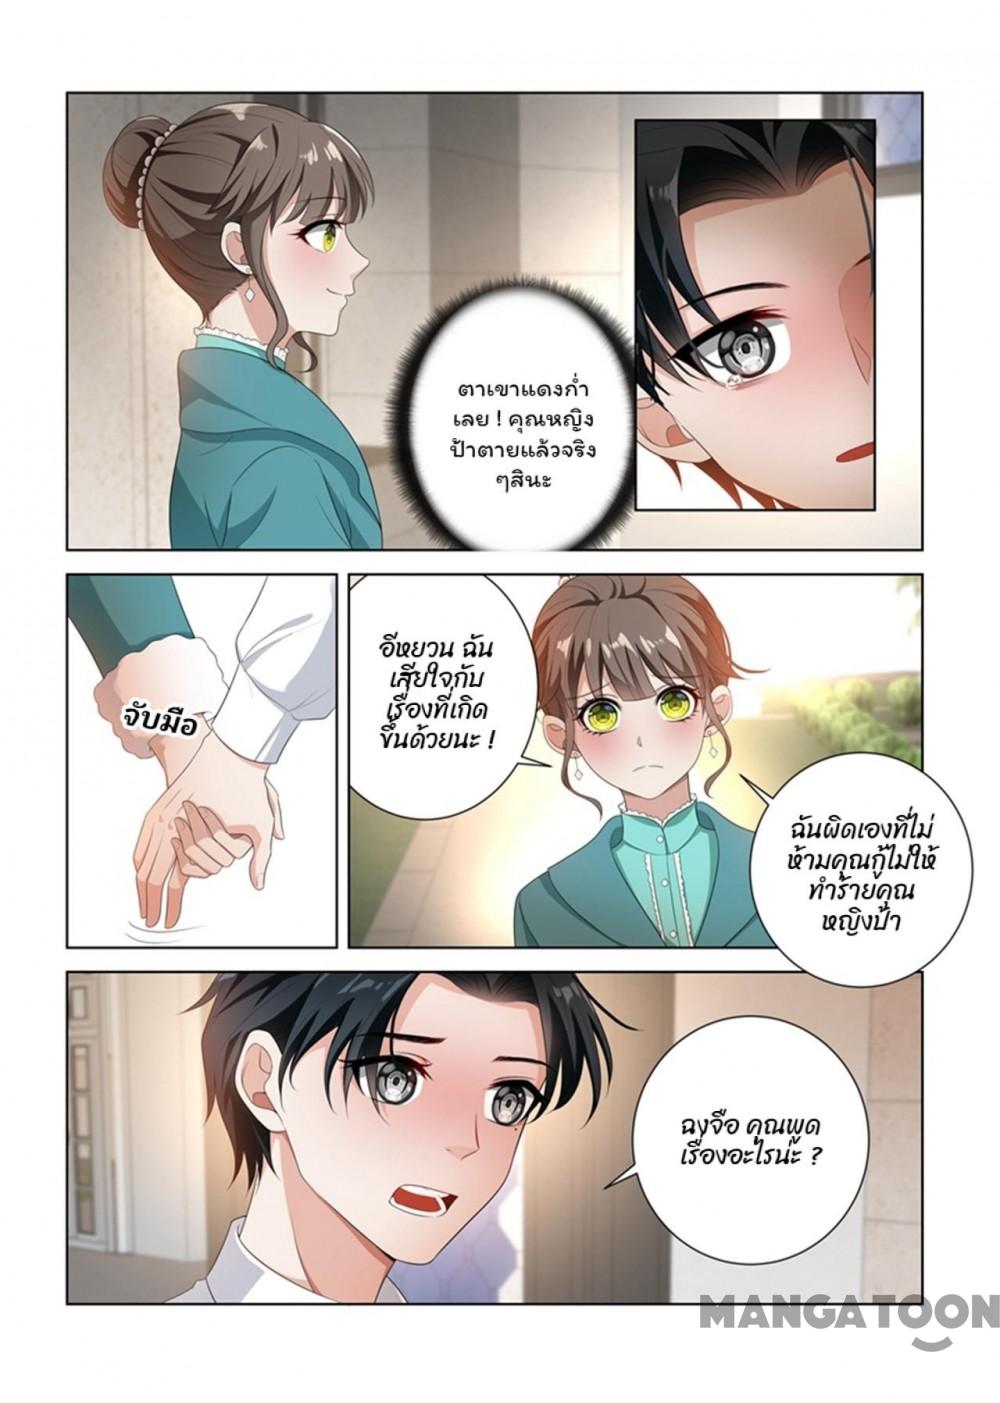 ตาเขาแดงก่ำ
เลย ! คุณหญิง
ป้าตายแล้วจริง
ๆสินะ
จับมือ
อีหยวน ฉัน
เสียใจกับ
เรื่องที่เกิด
ขึ้นด้วยนะ !
ฉันผิดเองที่ไม่
ห้ามคุณกู้ไม่ให้
ทำร้ายคุณ
หญิงป้า
ฉงจือ คุณพูด
เรื่องอะไรน่ะ ?
MANGATOON